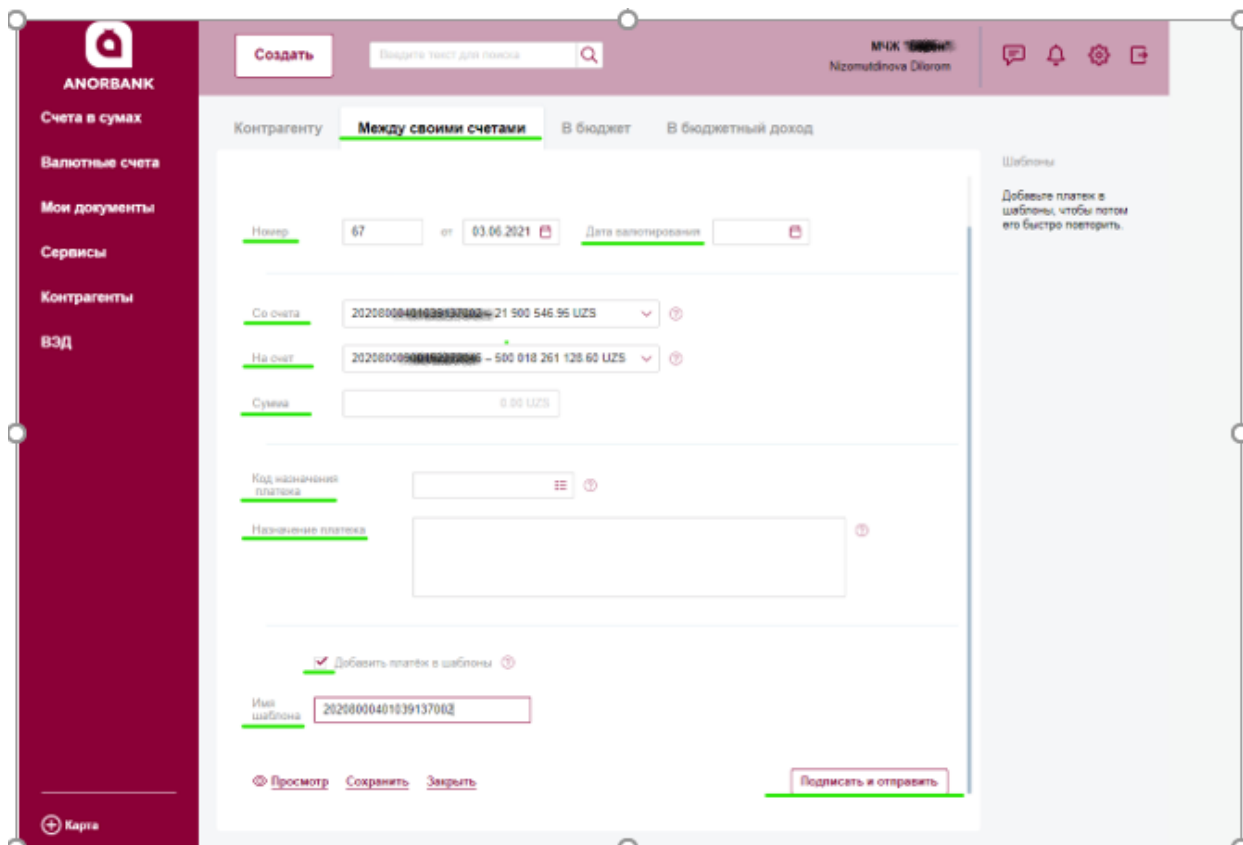 ANORBANK
Создать
Введите текст для поиска
МЧЖ
Nizomutdinova Dilorom
Счета в сумах
Валютные счета
Мои документы
Сервисы
Контрагенты
ВЭД
Карта
Контрагенту Между своими счетами В бюджет В бюджетный доход
Номер 67 от 03.06.2021 Дата валютирования
Со счета 2020800 – 21 900 546.95 UZS
На счет 2020800 – 500 018 261 128.60 UZS
Сумма 0.00 UZS
Код назначения
платежа
Назначение платежа
Добавить платёж в шаблоны
Имя
шаблона 20208000401039137002
Просмотр Сохранить Закрыть Подписать и отправить
Шаблоны
Добавьте платеж в
шаблоны, чтобы потом
его быстро повторить.